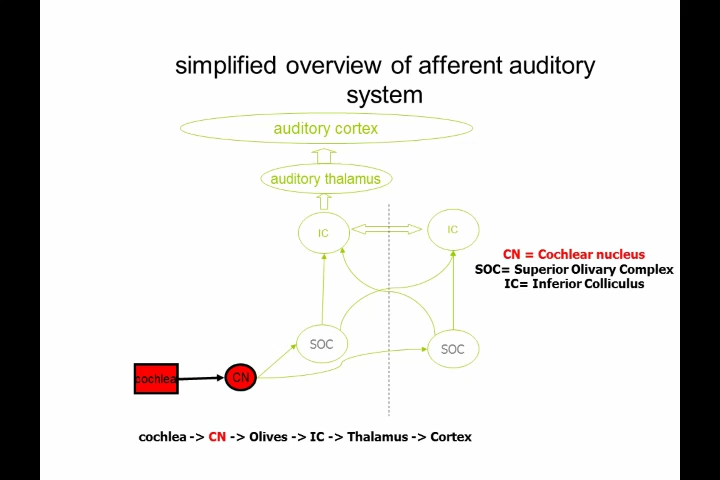 simplified overview of afferent auditory
system
auditory cortex
auditory thalamus
IC
IC
CN = Cochlear nucleus
SOC= Superior Olivary Complex
IC= Inferior Colliculus
SOC
SOC
cochlea
CN
cochlea -> CN -> Olives -> IC -> Thalamus -> Cortex